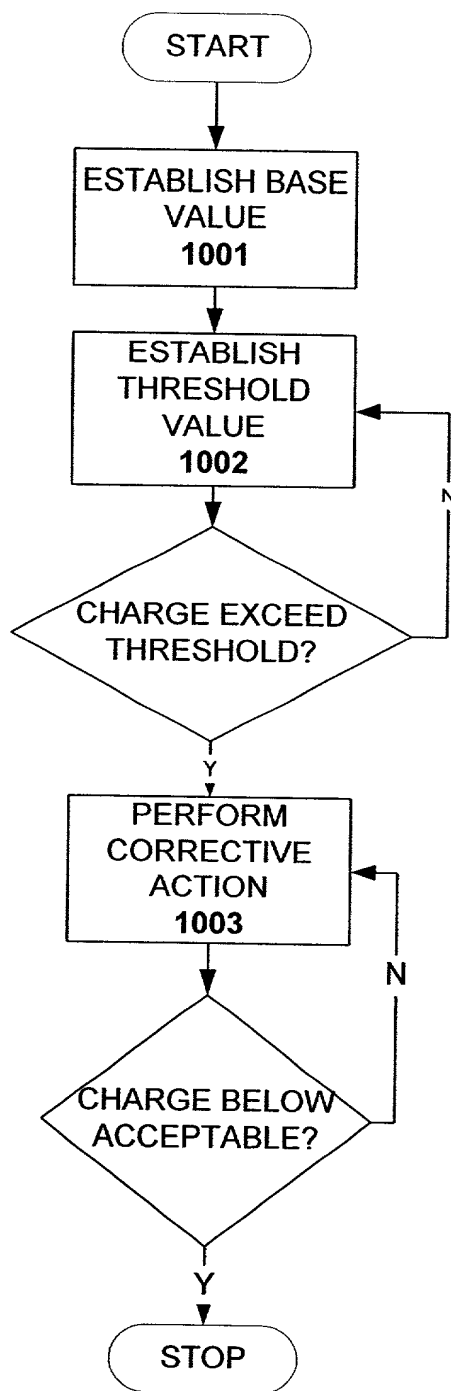 START
ESTABLISH BASE
VALUE
1001
ESTABLISH
THRESHOLD
VALUE
1002
N
CHARGE EXCEED
THRESHOLD?
Y
PERFORM
CORRECTIVE
ACTION
1003
N
CHARGE BELOW
ACCEPTABLE?
Y
STOP